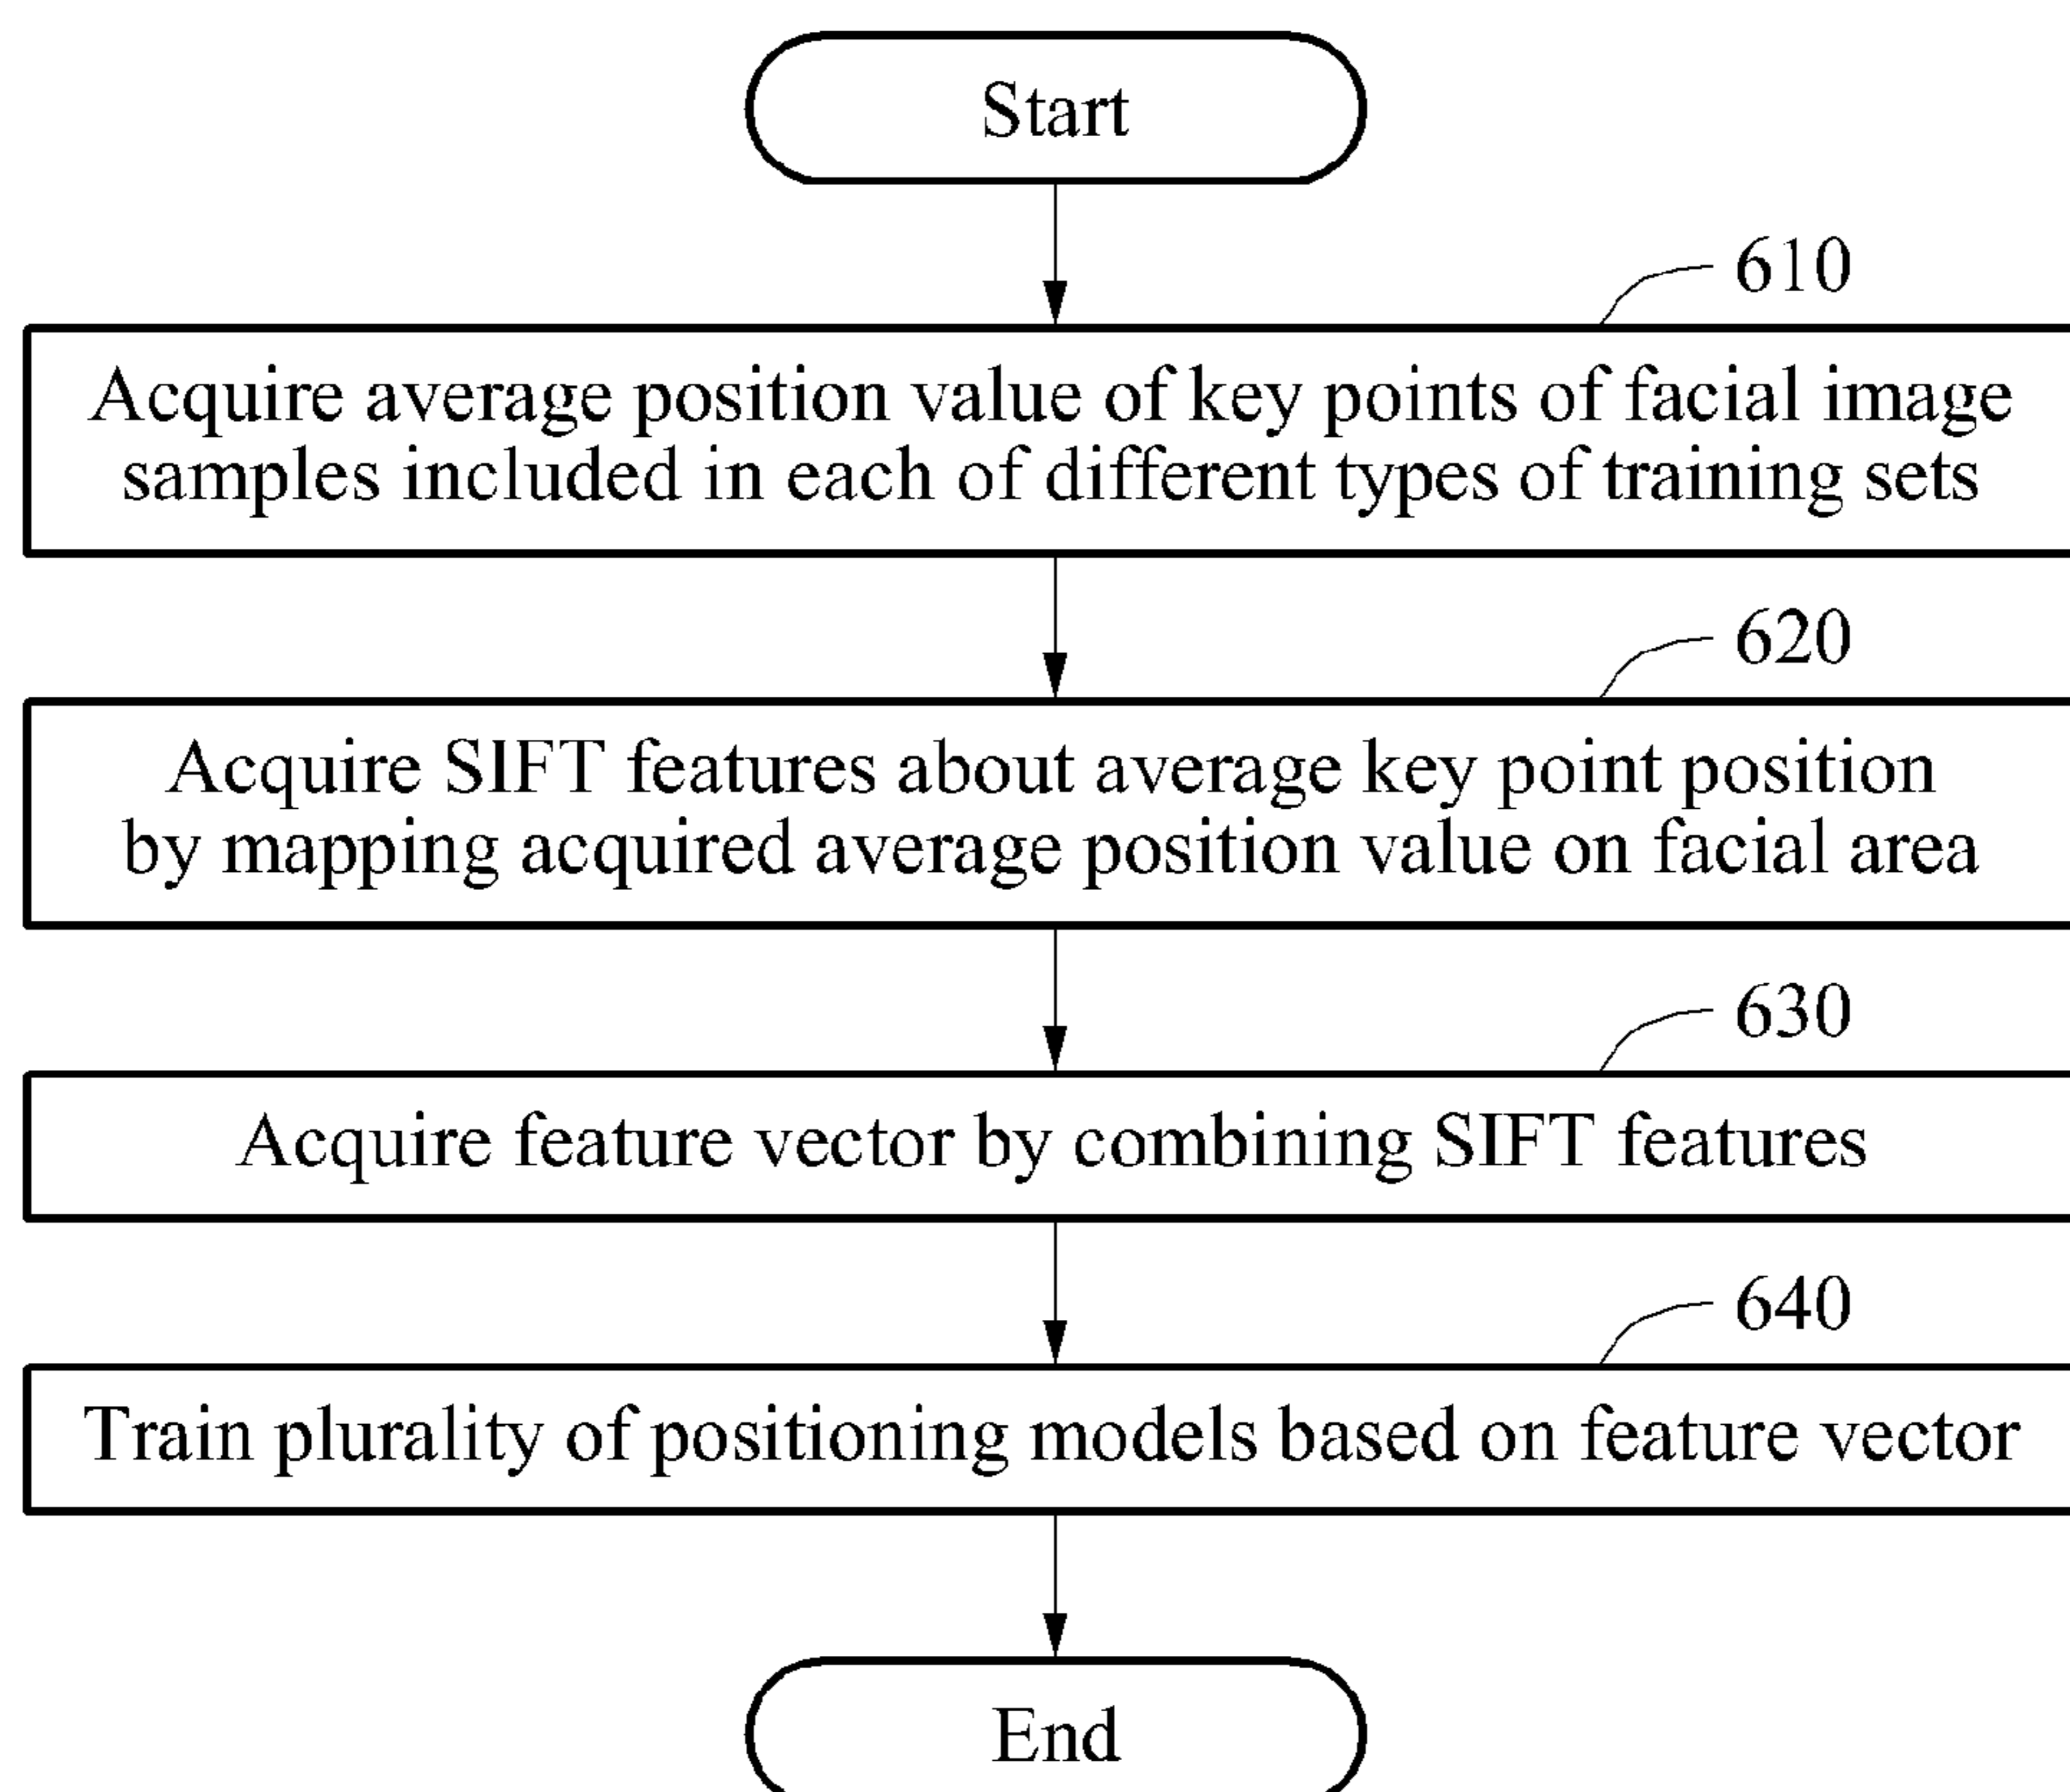 Start
610
Acquire average position value of key points of facial image
samples included in each of different types of training sets
620
Acquire SIFT features about average key point position
by mapping acquired average position value on facial area
630
Acquire feature vector by combining SIFT features
640
Train plurality of positioning models based on feature vector
End